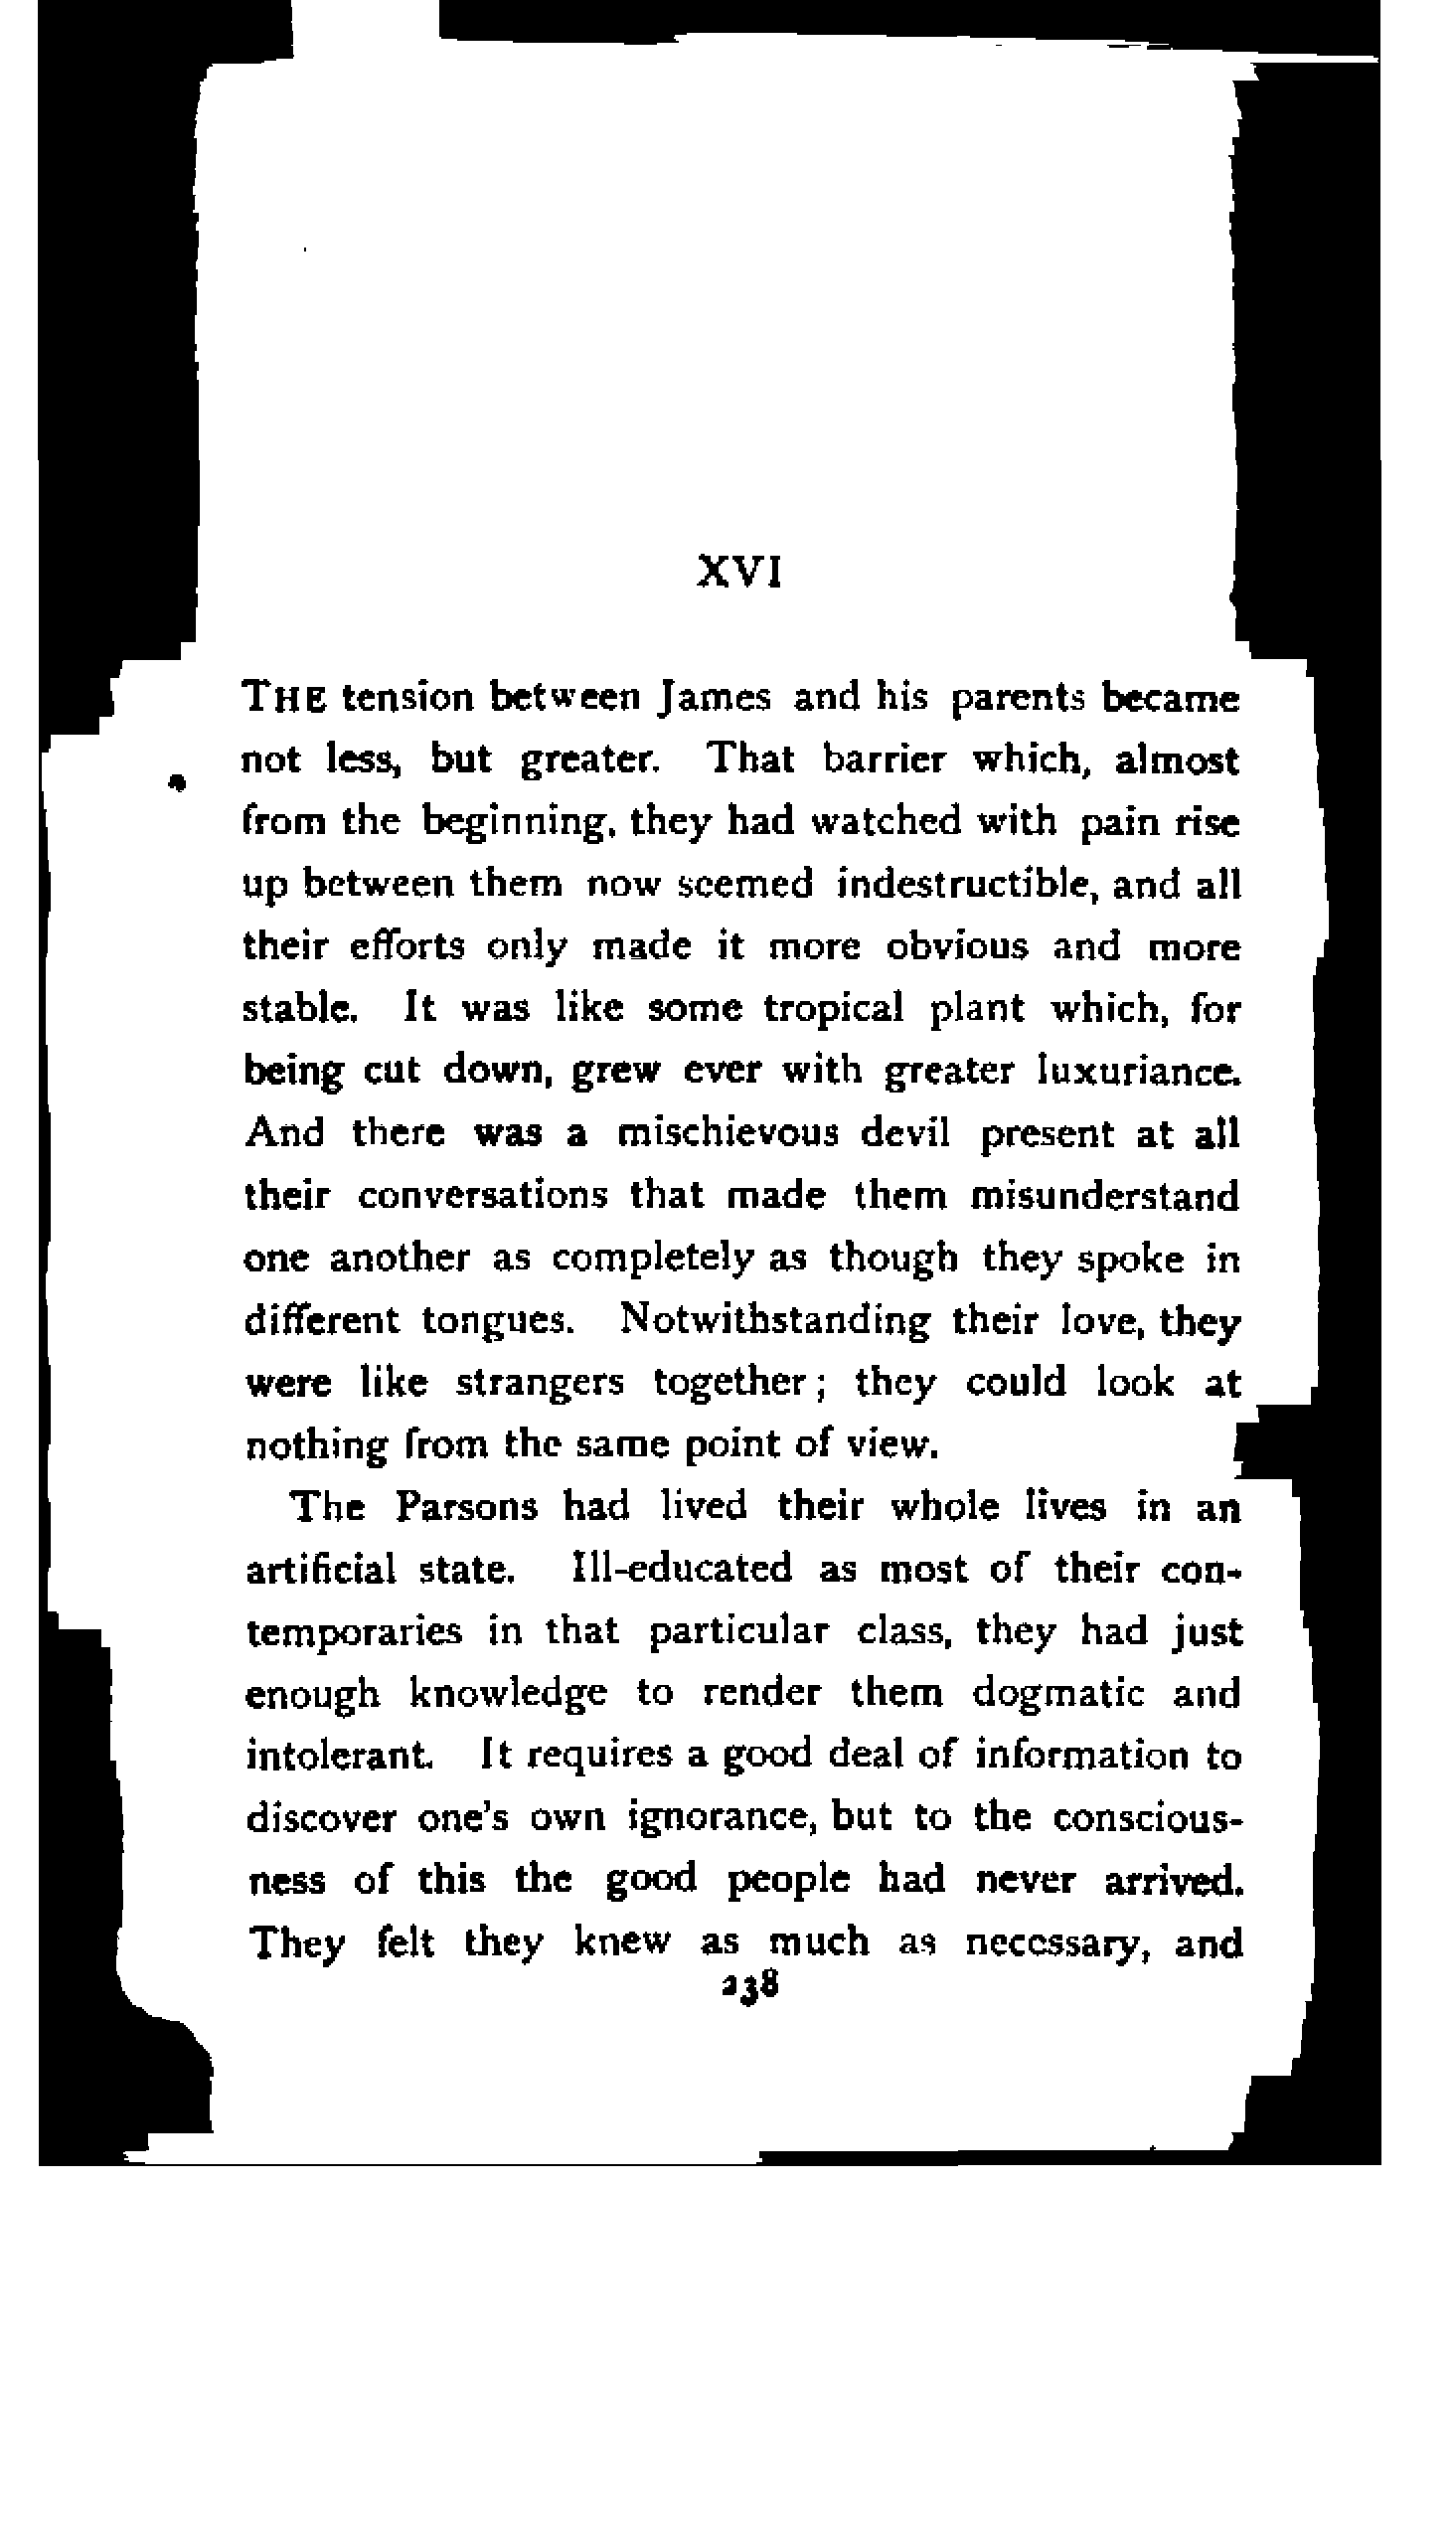 XVI
THE tension between James and his parents became
not less, but greater. That barrier which, almost
from the beginning, they had watched with pain rise
up between them now seemed indestructible, and all
their efforts only made it more obvious and more
stable. It was like some tropical plant which, for
being cut down, grew ever with greater luxuriance.
And there was a mischievous devil present at all
their conversations that made them misunderstand
one another as completely as though they spoke in
different tongues. Notwithstanding their love, they
were like strangers together; they could look at
nothing from the same point of view.
The Parsons had lived their whole lives in an
artificial state. Ill-educated as most of their con-
temporaries in that particular class, they had just
enough knowledge to render them dogmatic and
intolerant. It requires a good deal of information to
discover one's own ignorance, but to the conscious-
ness of this the good people had never arrived.
They felt they knew as much as necessary, and
238